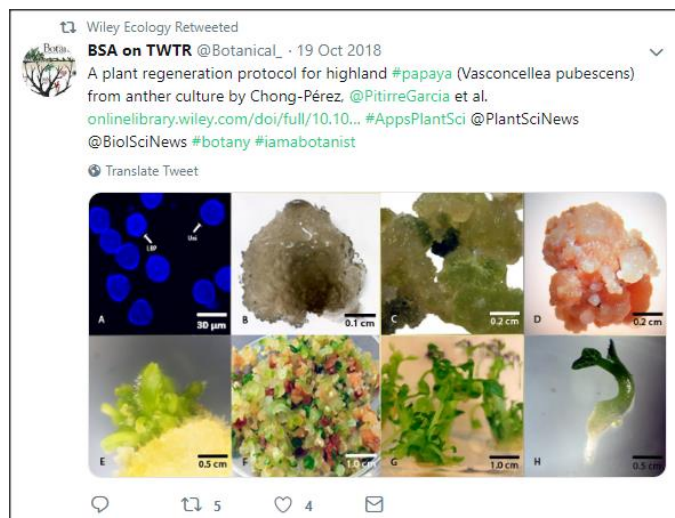 Wiley Ecology Retweeted
BSA on TWTR @Botanical_ · 19 Oct 2018
A plant regeneration protocol for highland #papaya (Vasconcellea pubescens)
from anther culture by Chong-Pérez, @PitirreGarcia et al.
onlinelibrary.wiley.com/doi/full/10.10... #AppsPlantSci @PlantSciNews
@BiolSciNews #botany #iamabotanist
Translate Tweet
LBP Uni
A 30 µm B 0.1 cm C 0.2 cm D 0.2 cm
E 0.5 cm F 1.0 cm G 1.0 cm H 0.5 cm
5 4